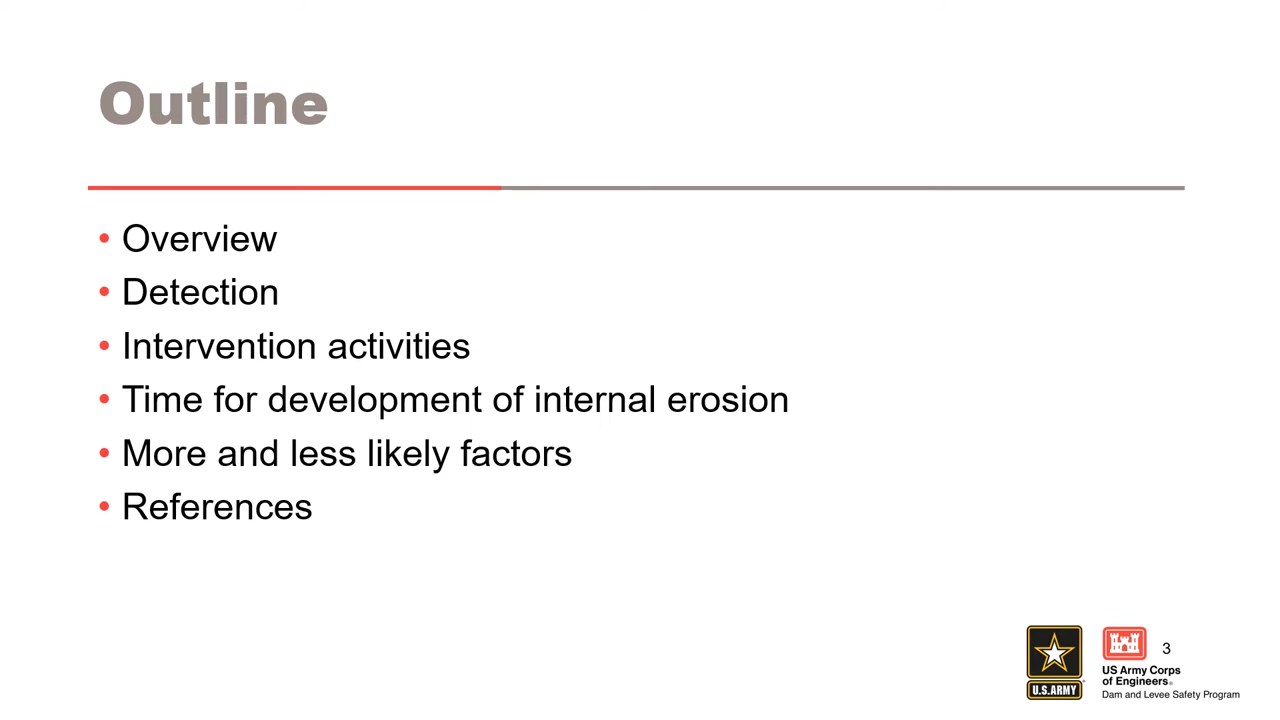 Outline
• Overview
• Detection
• Intervention activities
• Time for development of internal erosion
• More and less likely factors
• References
3
U.S.ARMY
US Army Corps
of Engineers®
Dam and Levee Safety Program